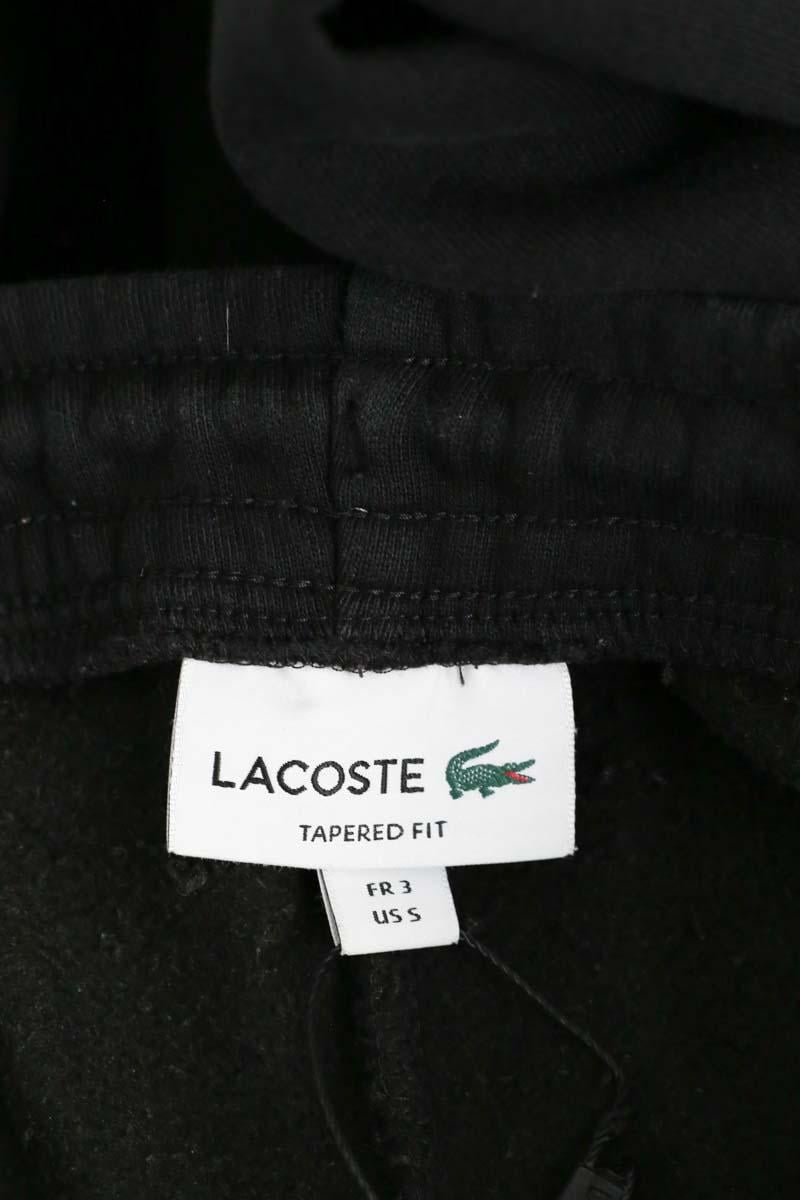 LACOSTE
TAPERED FIT
FR 3
US S